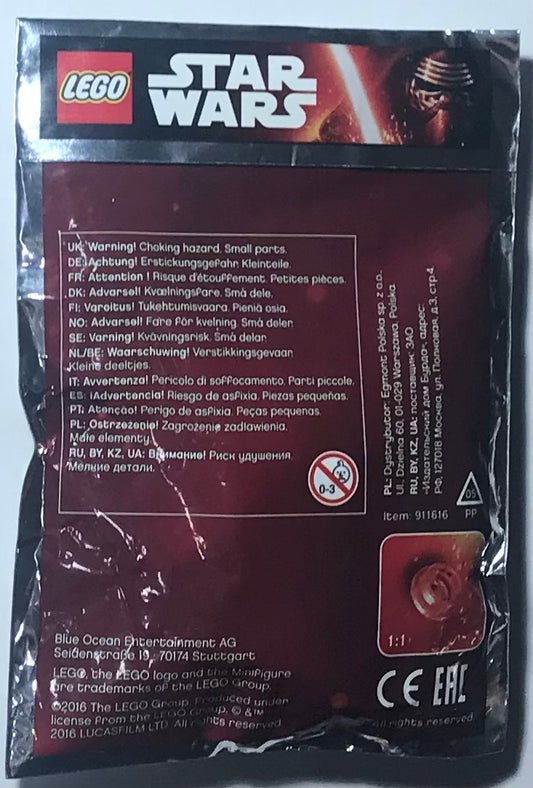 LEGO
STAR
WARS
UK: Warning! Choking hazard. Small parts.
DE: Achtung! Erstickungsgefahr. Kleinteile.
FR: Attention ! Risque d'étouffement. Petites pièces.
DK: Advarsel! Kvælningsfare. Små dele.
FI: Varoitus! Tukehtumisvaara. Pieniä osia.
NO: Advarsel! Fare for kvelning. Små deler.
SE: Varning! Kvävningsrisk. Små delar.
NL/BE: Waarschuwing! Verstikkingsgevaar.
Kleine deeltjes.
IT: Avvertenza! Pericolo di soffocamento. Parti piccole.
ES: ¡Advertencia! Riesgo de asfixia. Piezas pequeñas.
PT: Atenção! Perigo de asfixia. Peças pequenas.
PL: Ostrzeżenie! Zagrożenie zadławienia.
Małe elementy.
RU, BY, KZ, UA: Внимание! Риск удушения.
Мелкие детали.
0-3
PL: Dystrybutor: Egmont Polska sp. z o.o.
Ul. Dzielna 60, 01-029 Warszawa, Polska
RU, BY, KZ, UA: поставщик: ЗАО
«Издательский дом Бурда», адрес:
РФ, 127018 Москва, ул. Полковая, д.3, стр.4.
05
PP
Item: 911616
1:1
Blue Ocean Entertainment AG
Seidenstraße 19, 70174 Stuttgart
LEGO, the LEGO logo and the Minifigure
are trademarks of the LEGO Group.
©2016 The LEGO Group. Produced under
license from the LEGO Group. © & ™
2016 LUCASFILM LTD. All rights reserved
CE EAC
All rights reserved